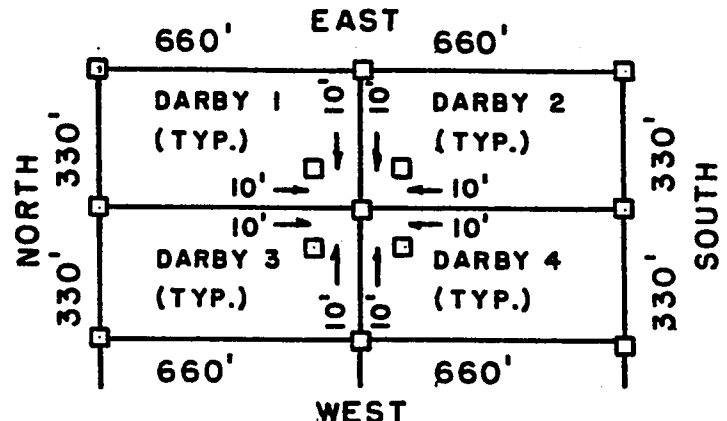 EAST
660'
660'
DARBY 1
(TYP.)
10'
10'
DARBY 2
(TYP.)
330'
330'
10'
10'
NORTH
SOUTH
10'
10'
DARBY 3
(TYP.)
10'
10'
DARBY 4
(TYP.)
330'
330'
660'
660'
WEST